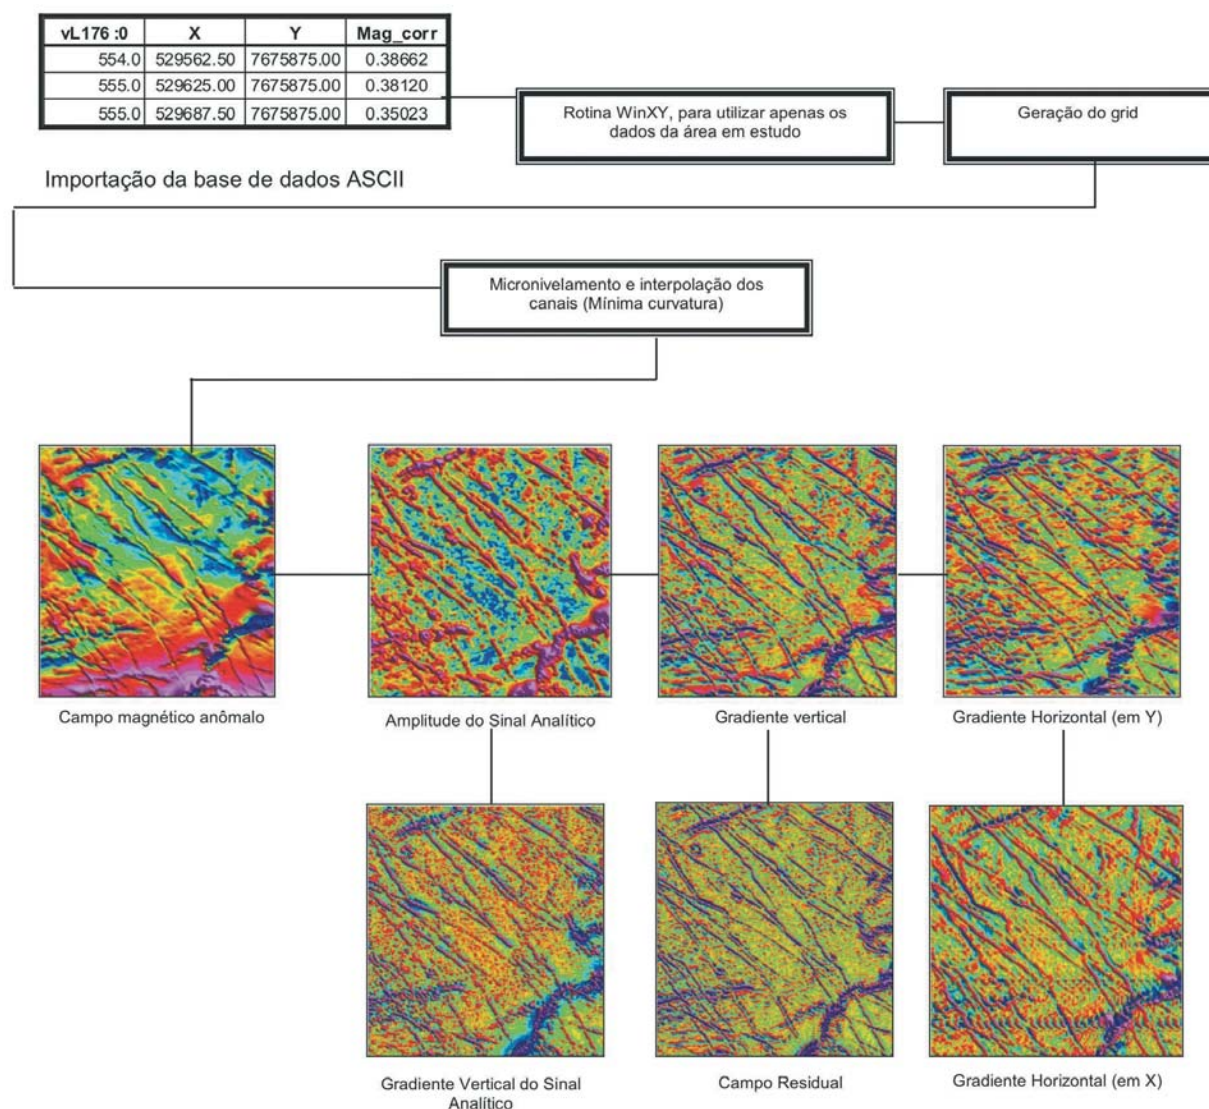 vL176 :0 X Y Mag_corr
554.0 529562.50 7675875.00 0.38662
555.0 529625.00 7675875.00 0.38120
555.0 529687.50 7675875.00 0.35023
Rotina WinXY, para utilizar apenas os
dados da área em estudo
Geração do grid
Importação da base de dados ASCII
Micronivelamento e interpolação dos
canais (Mínima curvatura)
Campo magnético anômalo
Amplitude do Sinal Analítico
Gradiente vertical
Gradiente Horizontal (em Y)
Gradiente Vertical do Sinal
Analítico
Campo Residual
Gradiente Horizontal (em X)